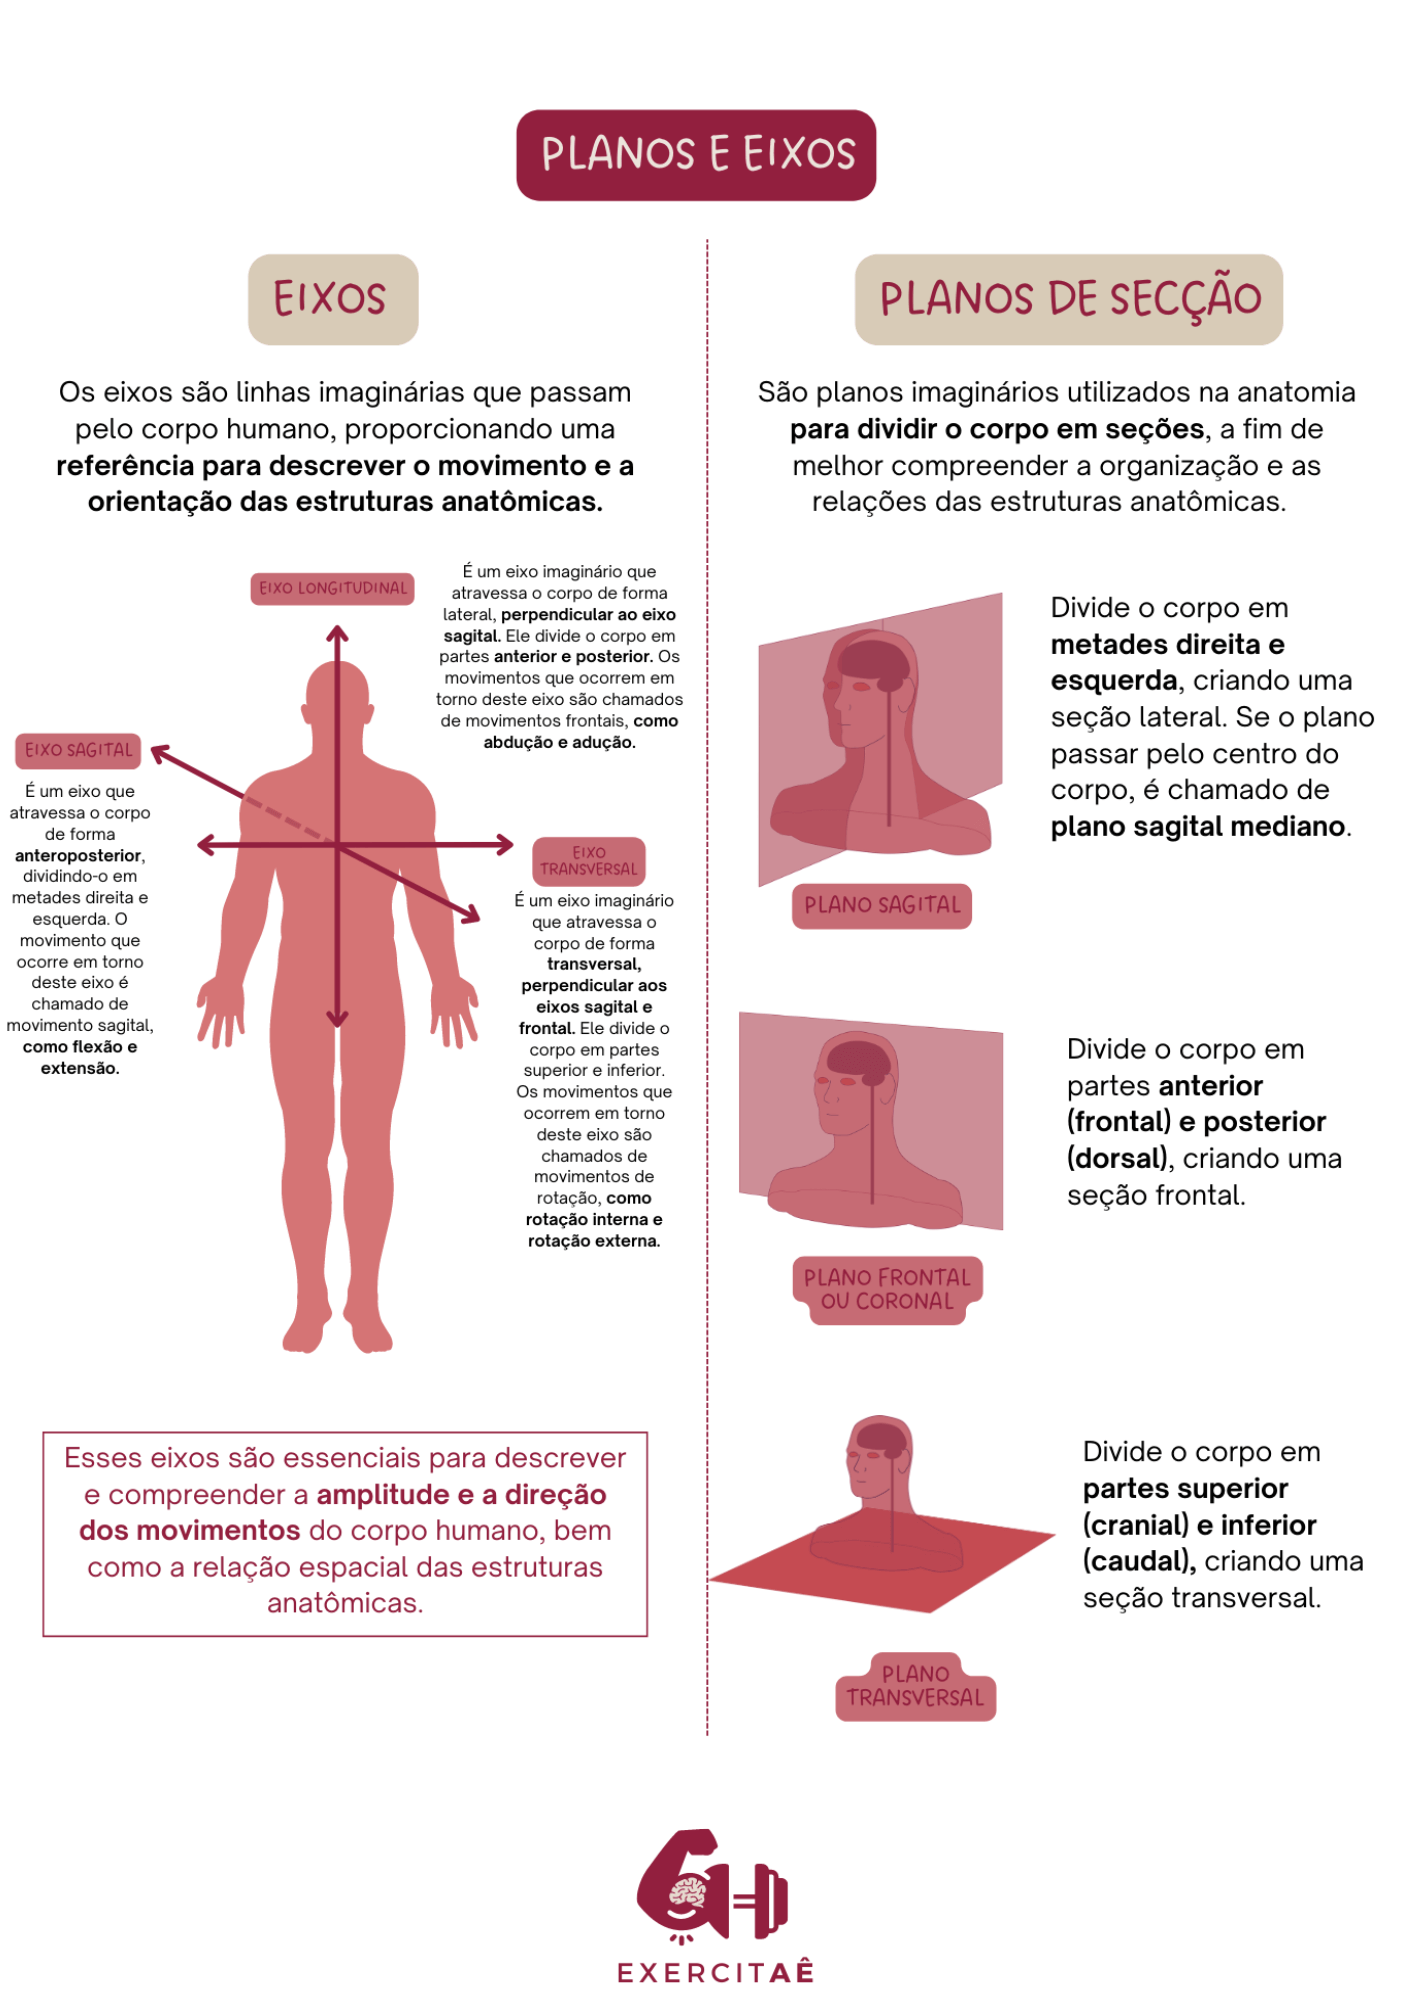 PLANOS E EIXOS
EIXOS
Os eixos são linhas imaginárias que passam
pelo corpo humano, proporcionando uma
referência para descrever o movimento e a
orientação das estruturas anatômicas.
EIXO LONGITUDINAL
É um eixo imaginário que
atravessa o corpo de forma
lateral, perpendicular ao eixo
sagital. Ele divide o corpo em
partes anterior e posterior. Os
movimentos que ocorrem em
torno deste eixo são chamados
de movimentos frontais, como
abdução e adução.
EIXO SAGITAL
É um eixo que
atravessa o corpo
de forma
anteroposterior,
dividindo-o em
metades direita e
esquerda. O
movimento que
ocorre em torno
deste eixo é
chamado de
movimento sagital,
como flexão e
extensão.
EIXO
TRANSVERSAL
É um eixo imaginário
que atravessa o
corpo de forma
transversal,
perpendicular aos
eixos sagital e
frontal. Ele divide o
corpo em partes
superior e inferior.
Os movimentos que
ocorrem em torno
deste eixo são
chamados de
movimentos de
rotação, como
rotação interna e
rotação externa.
Esses eixos são essenciais para descrever
e compreender a amplitude e a direção
dos movimentos do corpo humano, bem
como a relação espacial das estruturas
anatômicas.
PLANOS DE SECÇÃO
São planos imaginários utilizados na anatomia
para dividir o corpo em seções, a fim de
melhor compreender a organização e as
relações das estruturas anatômicas.
Divide o corpo em
metades direita e
esquerda, criando uma
seção lateral. Se o plano
passar pelo centro do
corpo, é chamado de
plano sagital mediano.
PLANO SAGITAL
Divide o corpo em
partes anterior
(frontal) e posterior
(dorsal), criando uma
seção frontal.
PLANO FRONTAL
OU CORONAL
Divide o corpo em
partes superior
(cranial) e inferior
(caudal), criando uma
seção transversal.
PLANO
TRANSVERSAL
EXERCITAÊ